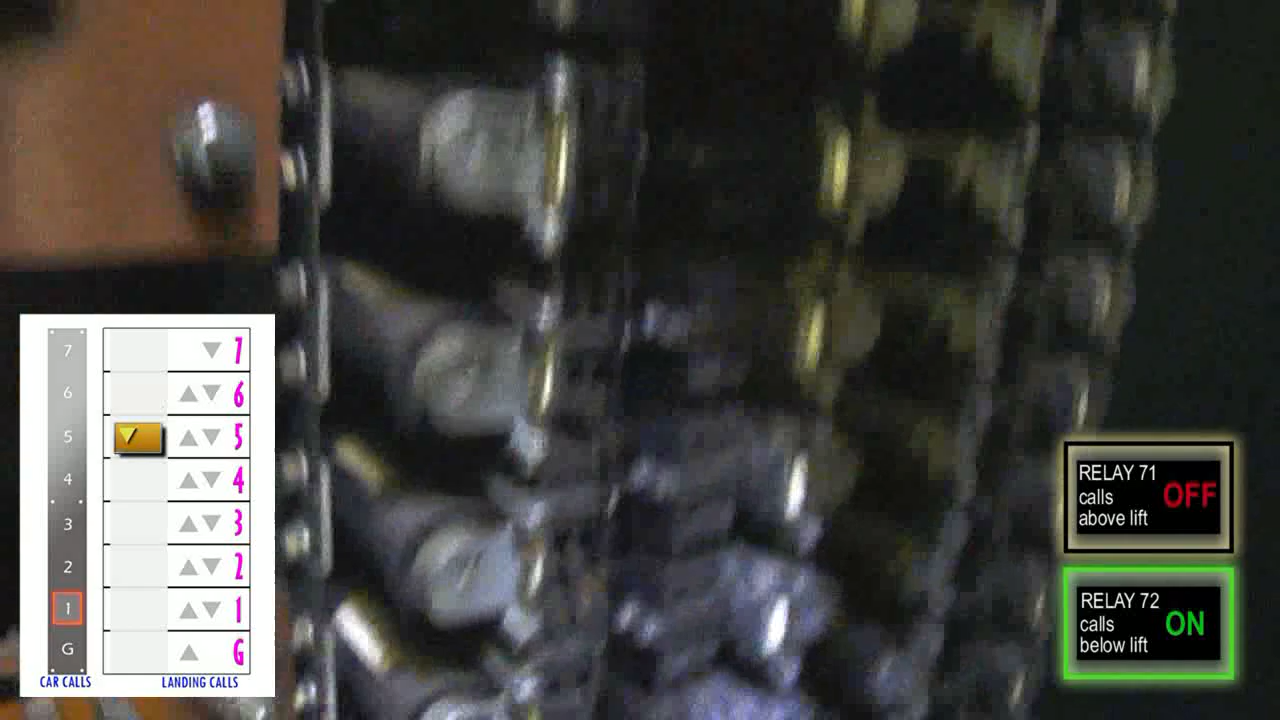 7 ▼ 7
6 ▲▼ 6
5 ▼ ▲▼ 5
4 ▲▼ 4
3 ▲▼ 3
2 ▲▼ 2
1 ▲▼ 1
G ▲ G
CAR CALLS LANDING CALLS
RELAY 71
calls OFF
above lift
RELAY 72
calls ON
below lift